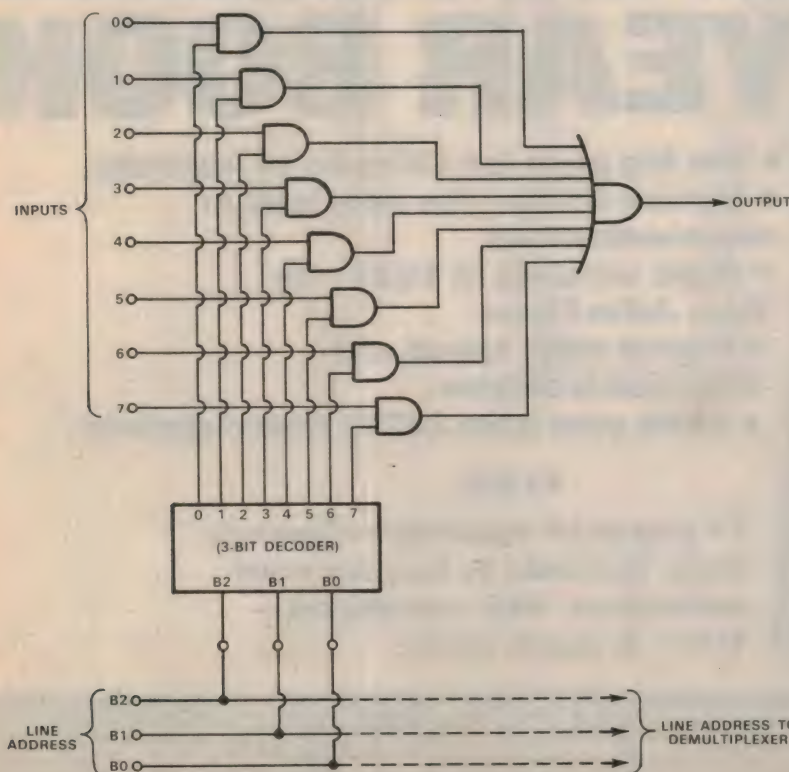 0
1
2
3
INPUTS
4
5
6
7
OUTPUT
0 1 2 3 4 5 6 7
(3-BIT DECODER)
B2 B1 B0
B2
LINE ADDRESS
B1
B0
LINE ADDRESS TO
DEMULTIPLEXER